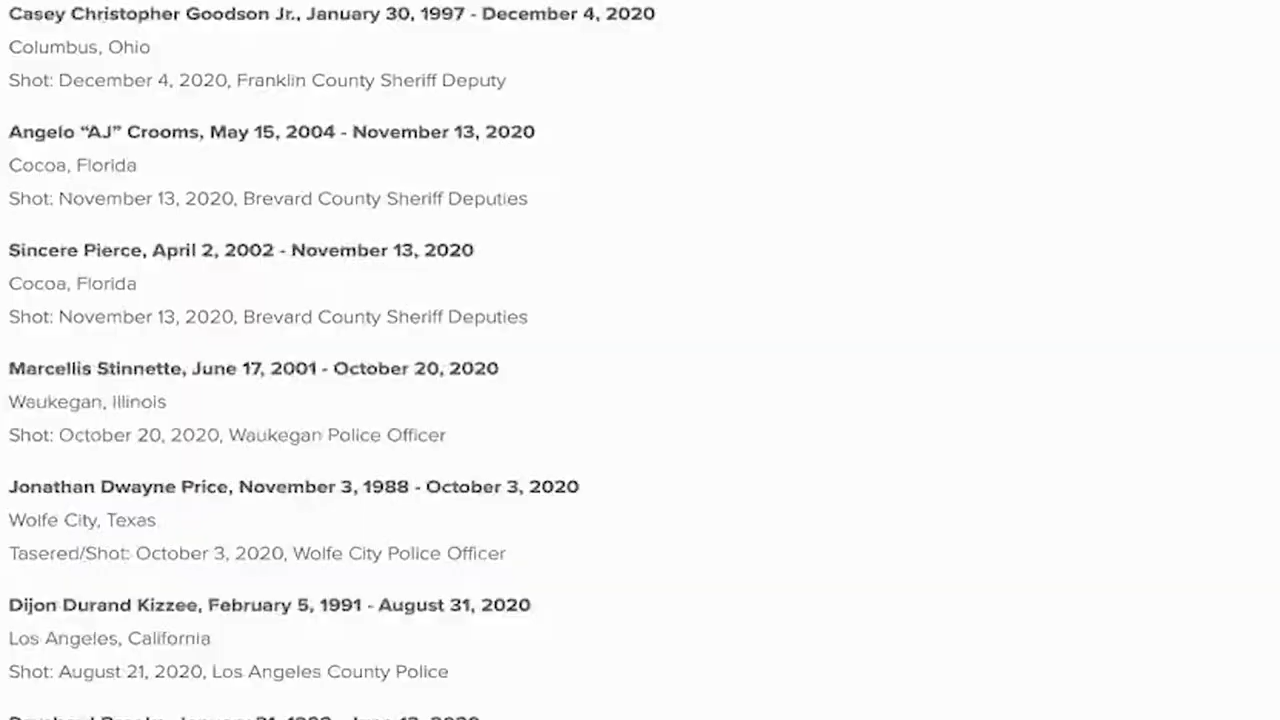 Casey Christopher Goodson Jr., January 30, 1997 - December 4, 2020
Columbus, Ohio
Shot: December 4, 2020, Franklin County Sheriff Deputy
Angelo “AJ” Crooms, May 15, 2004 - November 13, 2020
Cocoa, Florida
Shot: November 13, 2020, Brevard County Sheriff Deputies
Sincere Pierce, April 2, 2002 - November 13, 2020
Cocoa, Florida
Shot: November 13, 2020, Brevard County Sheriff Deputies
Marcellis Stinnette, June 17, 2001 - October 20, 2020
Waukegan, Illinois
Shot: October 20, 2020, Waukegan Police Officer
Jonathan Dwayne Price, November 3, 1988 - October 3, 2020
Wolfe City, Texas
Tasered/Shot: October 3, 2020, Wolfe City Police Officer
Dijon Durand Kizzee, February 5, 1991 - August 31, 2020
Los Angeles, California
Shot: August 21, 2020, Los Angeles County Police